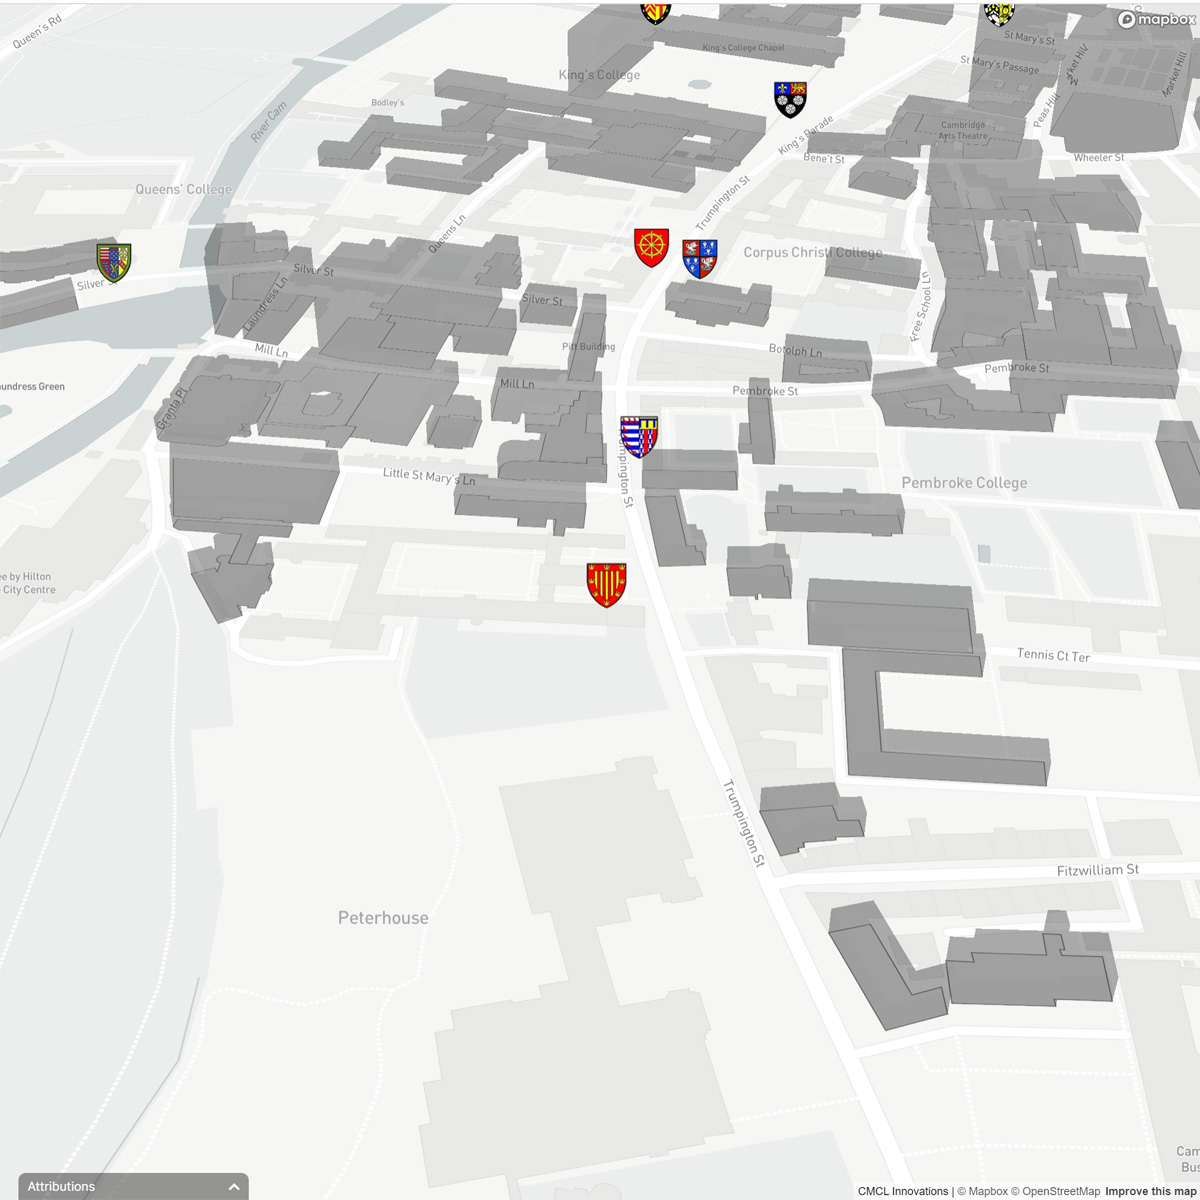 Queen's Rd
mapbox
St Mary's St
King's College Chapel
St Mary's Passage
Market Hill
Market Hill
King's College
Bodley's
Peas Hill
River Cam
King's Parade
Cambridge
Arts Theatre
Bene't St
Wheeler St
Queens' College
Trumpington St
Queens Ln
Corpus Christi College
Silver St
Silver St
Laundress Ln
Silver St
Free School Ln
Mill Ln
Pitt Building
Botolph Ln
Pembroke St
aundress Green
Granta Pl
Mill Ln
Pembroke St
Trumpington St
Little St Mary's Ln
Pembroke College
ee by Hilton
City Centre
Tennis Ct Ter
Trumpington St
Fitzwilliam St
Peterhouse
Cam
Bus
Attributions
CMCL Innovations | © Mapbox © OpenStreetMap Improve this map